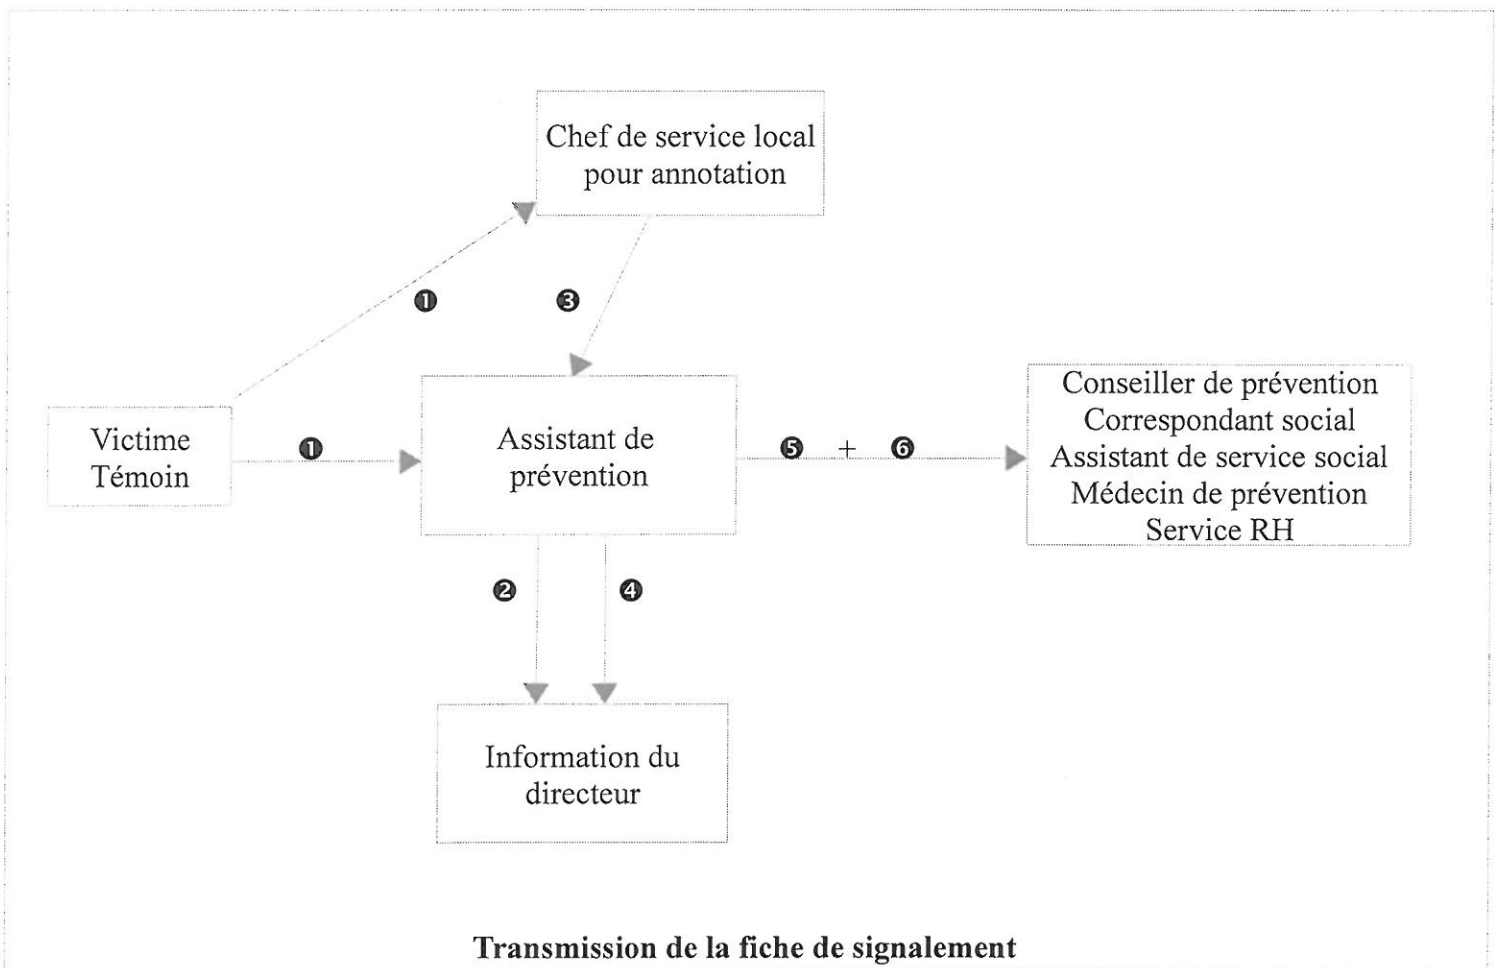 Chef de service local
pour annotation
❶
❸
Victime
Témoin
❶
Assistant de
prévention
❺ + ❻
Conseiller de prévention
Correspondant social
Assistant de service social
Médecin de prévention
Service RH
❷
❹
Information du
directeur
Transmission de la fiche de signalement